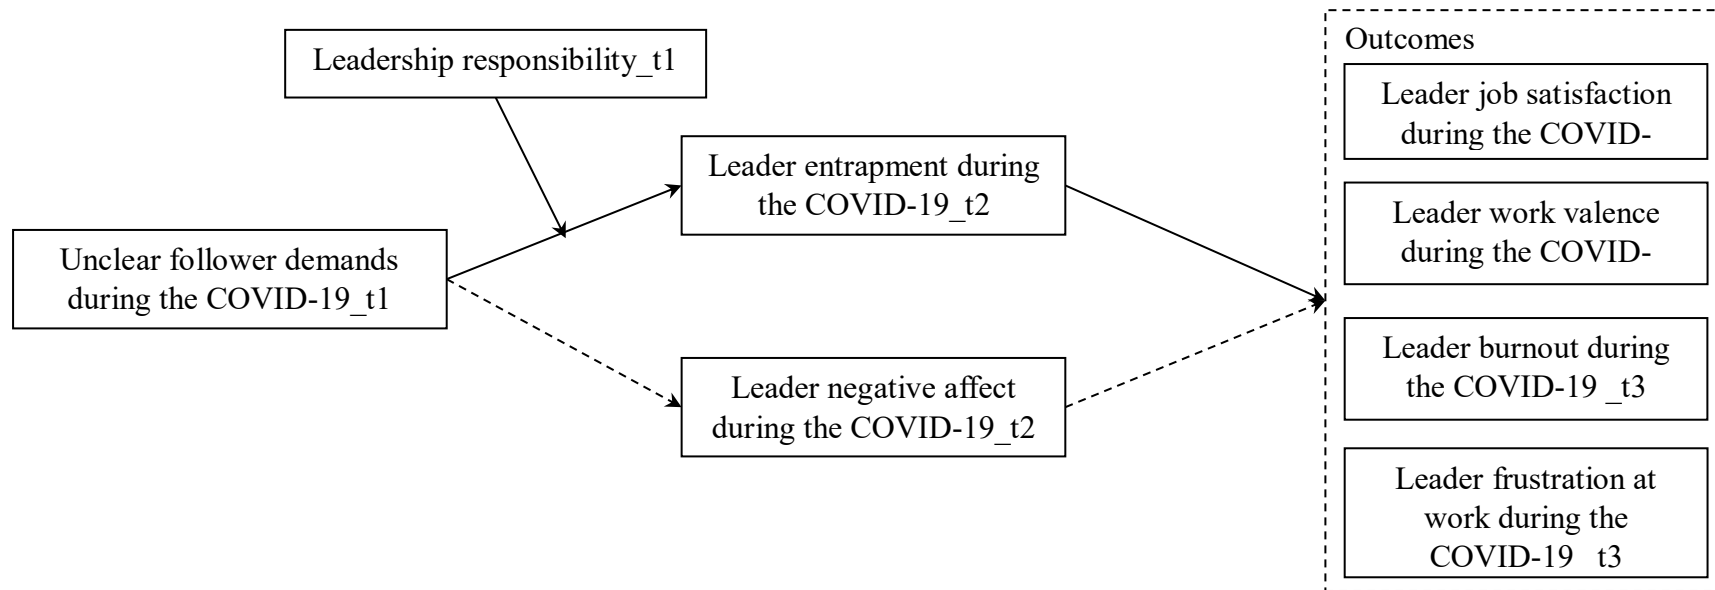 Leadership responsibility_t1
Unclear follower demands
during the COVID-19_t1
Leader entrapment during
the COVID-19_t2
Leader negative affect
during the COVID-19_t2
Outcomes
Leader job satisfaction
during the COVID-
Leader work valence
during the COVID-
Leader burnout during
the COVID-19 _t3
Leader frustration at
work during the
COVID-19 t3